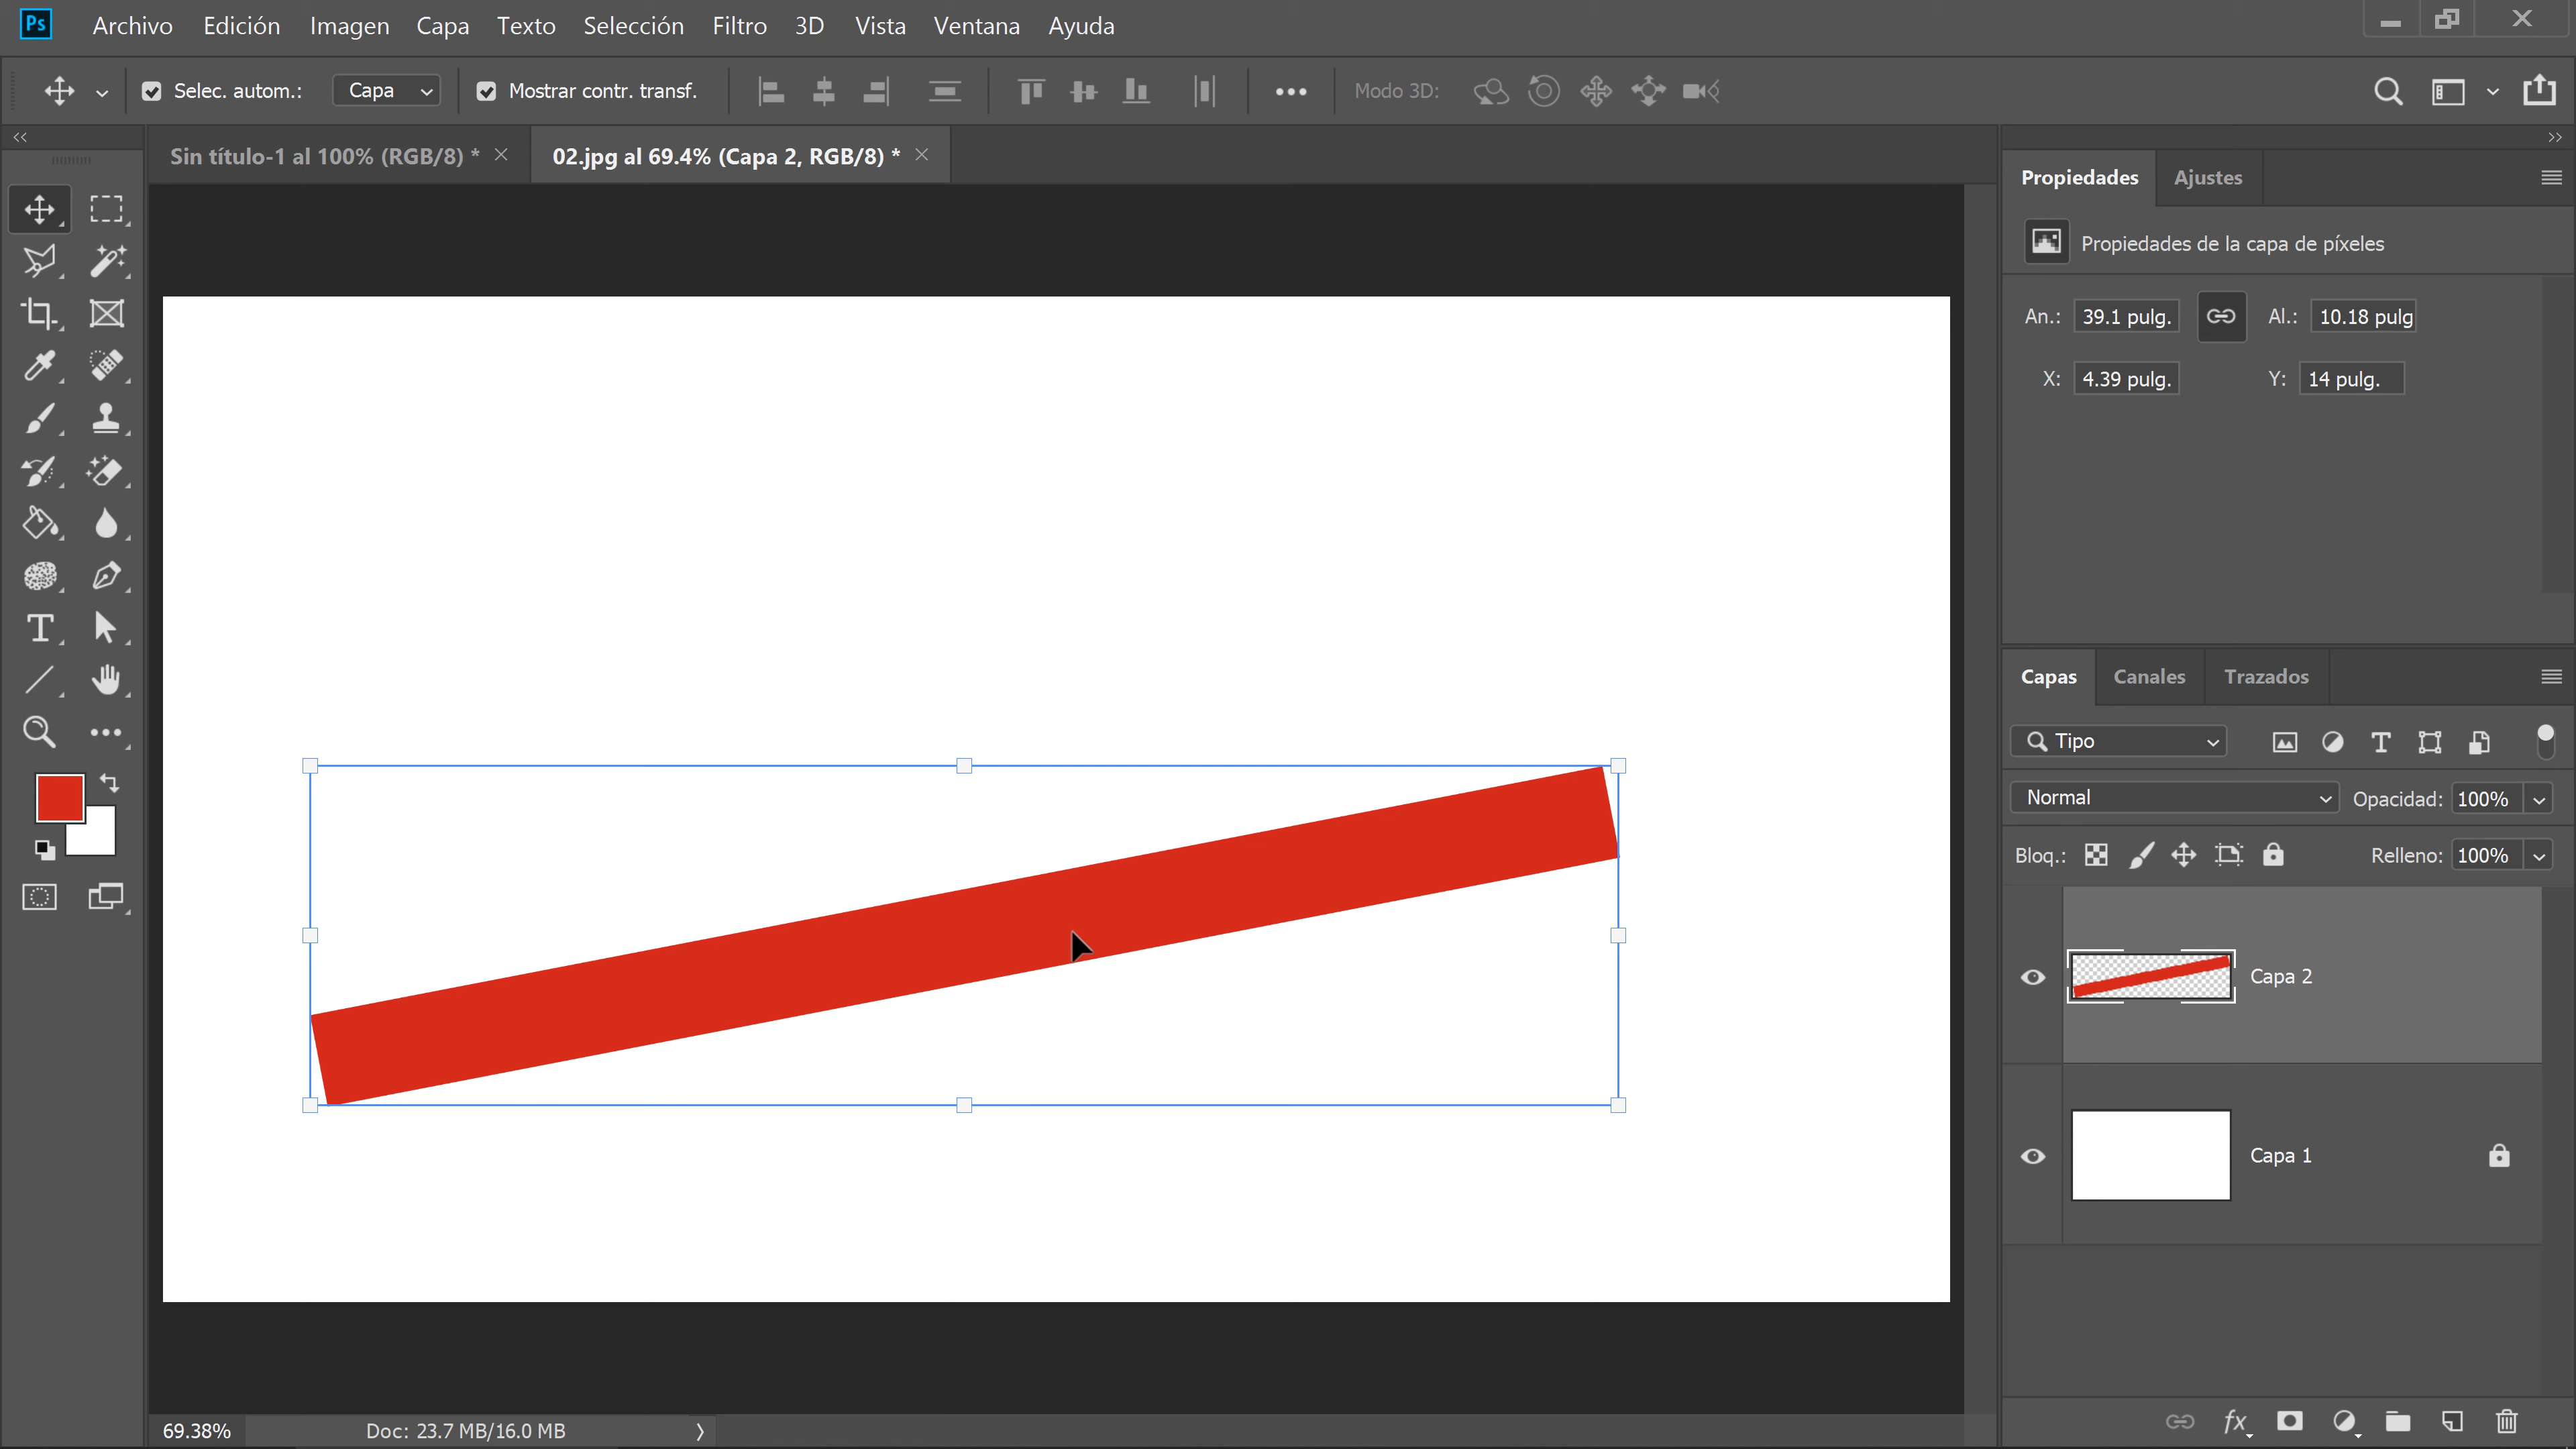 Ps Archivo Edición Imagen Capa Texto Selección Filtro 3D Vista Ventana Ayuda
Selec. autom.: Capa Mostrar contr. transf. Modo 3D:
Sin título-1 al 100% (RGB/8) * 02.jpg al 69.4% (Capa 2, RGB/8) *
Propiedades Ajustes
Propiedades de la capa de píxeles
An.: 39.1 pulg. Al.: 10.18 pulg
X: 4.39 pulg. Y: 14 pulg.
Capas Canales Trazados
Tipo
Normal Opacidad: 100%
Bloq.: Relleno: 100%
Capa 2
Capa 1
69.38% Doc: 23.7 MB/16.0 MB
fx